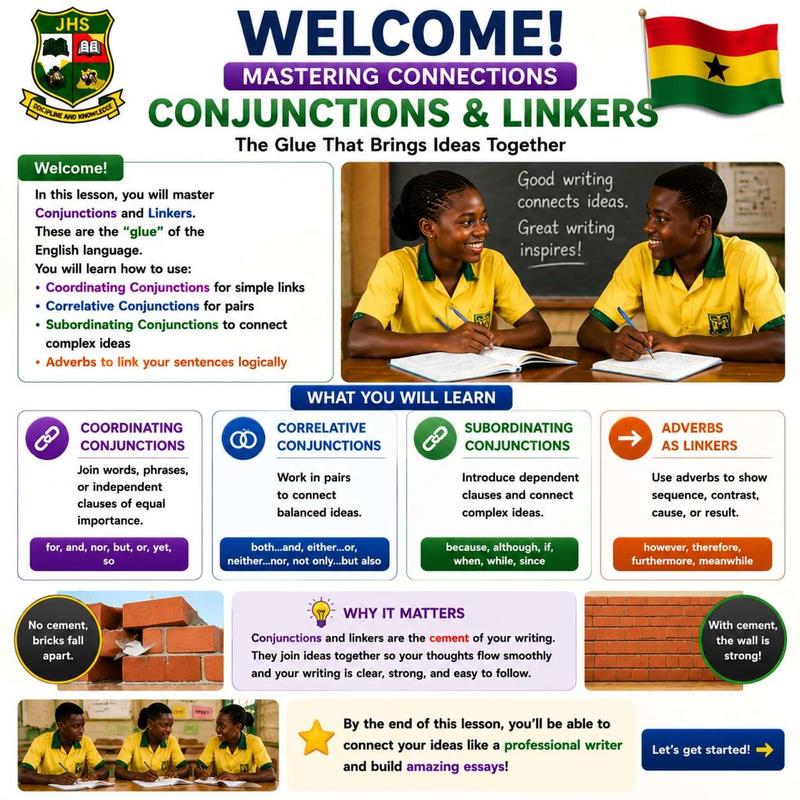 JHS
DISCIPLINE AND KNOWLEDGE
WELCOME!
MASTERING CONNECTIONS
CONJUNCTIONS & LINKERS
The Glue That Brings Ideas Together
Welcome!
In this lesson, you will master
Conjunctions and Linkers.
These are the “glue” of the
English language.
You will learn how to use:
• Coordinating Conjunctions for simple links
• Correlative Conjunctions for pairs
• Subordinating Conjunctions to connect
complex ideas
• Adverbs to link your sentences logically
Good writing
connects ideas.
Great writing
inspires!
WHAT YOU WILL LEARN
COORDINATING
CONJUNCTIONS
Join words, phrases,
or independent
clauses of equal
importance.
for, and, nor, but, or, yet,
so
CORRELATIVE
CONJUNCTIONS
Work in pairs
to connect
balanced ideas.
both...and, either...or,
neither...nor, not only...but also
SUBORDINATING
CONJUNCTIONS
Introduce dependent
clauses and connect
complex ideas.
because, although, if,
when, while, since
ADVERBS
AS LINKERS
Use adverbs to show
sequence, contrast,
cause, or result.
however, therefore,
furthermore, meanwhile
No cement,
bricks fall
apart.
WHY IT MATTERS
Conjunctions and linkers are the cement of your writing.
They join ideas together so your thoughts flow smoothly
and your writing is clear, strong, and easy to follow.
With cement,
the wall is
strong!
By the end of this lesson, you’ll be able to
connect your ideas like a professional writer
and build amazing essays!
Let’s get started!